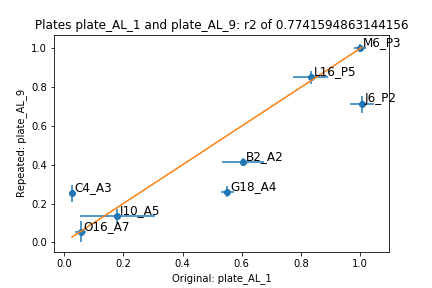 Plates plate_AL_1 and plate_AL_9: r2 of 0.7741594863144156
M6_P3
1.0
L16_P5
0.8
I6_P2
Repeated: plate_AL_9
0.6
B2_A2
0.4
G18_A4
C4_A3
0.2
I10_A5
O16_A7
0.0
0.0 0.2 0.4 0.6 0.8 1.0
Original: plate_AL_1